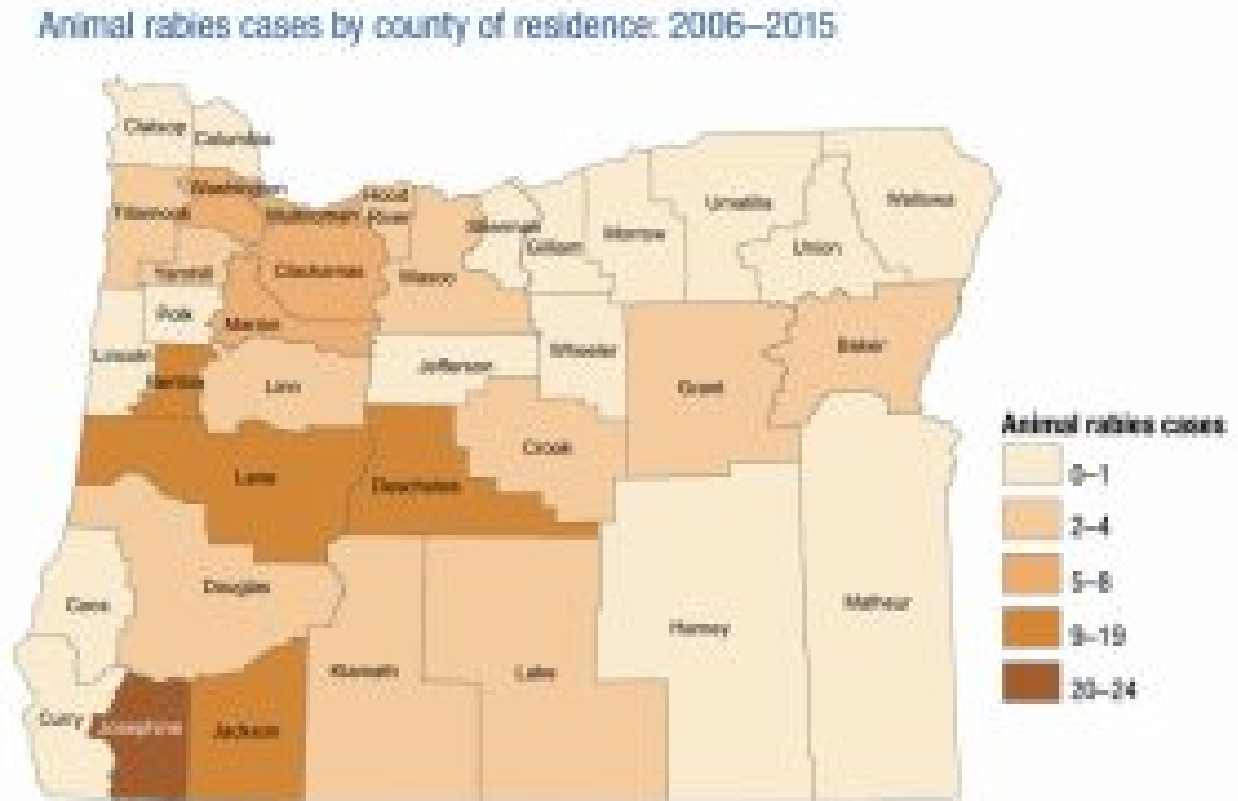 Animal rabies cases by county of residence: 2006–2015
Clatsop
Columbia
Washington
Tillamook
Multnomah
Hood
River
Sherman
Gilliam
Morrow
Umatilla
Union
Wallowa
Yamhill
Clackamas
Wasco
Polk
Marion
Lincoln
Benton
Linn
Jefferson
Wheeler
Grant
Baker
Crook
Lane
Deschutes
Douglas
Coos
Curry
Josephine
Jackson
Klamath
Lake
Harney
Malheur
Animal rabies cases
0–1
2–4
5–8
9–19
20–24